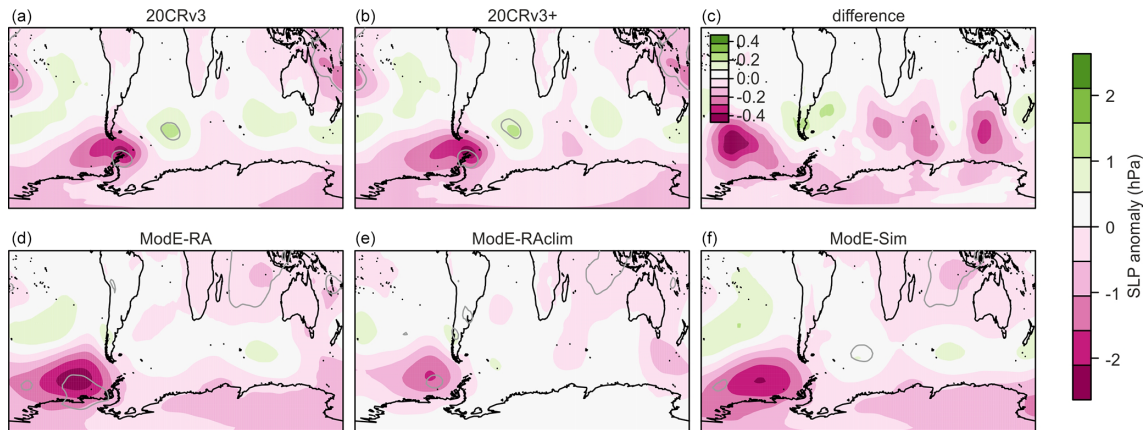 (a) 20CRv3
(b) 20CRv3+
(c) difference
0.4
0.2
0.0
-0.2
-0.4
(d) ModE-RA
(e) ModE-RAclim
(f) ModE-Sim
2
1
0
-1
-2
SLP anomaly (hPa)